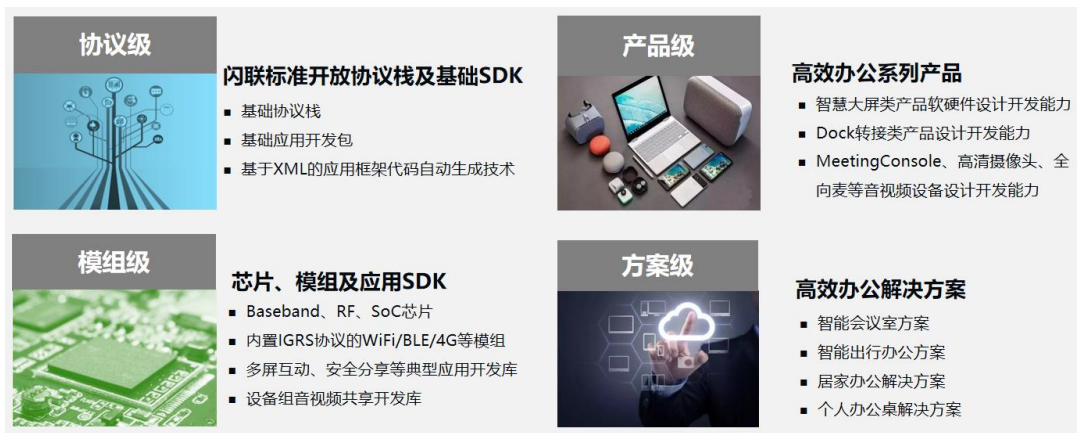 协议级
闪联标准开放协议栈及基础SDK
▪ 基础协议栈
▪ 基础应用开发包
▪ 基于XML的应用框架代码自动生成技术
产品级
高效办公系列产品
▪ 智慧大屏类产品软硬件设计开发能力
▪ Dock转接类产品设计开发能力
▪ MeetingConsole、高清摄像头、全
向麦等音视频设备设计开发能力
模组级
芯片、模组及应用SDK
▪ Baseband、RF、SoC芯片
▪ 内置IGRS协议的WiFi/BLE/4G等模组
▪ 多屏互动、安全分享等典型应用开发库
▪ 设备组音视频共享开发库
方案级
高效办公解决方案
▪ 智能会议室方案
▪ 智能出行办公方案
▪ 居家办公解决方案
▪ 个人办公桌解决方案